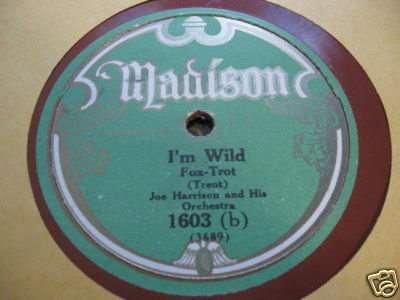 Madison
I'm Wild
Fox-Trot
(Trent)
Joe Harrison and His
Orchestra
1603 (b)
(3689)